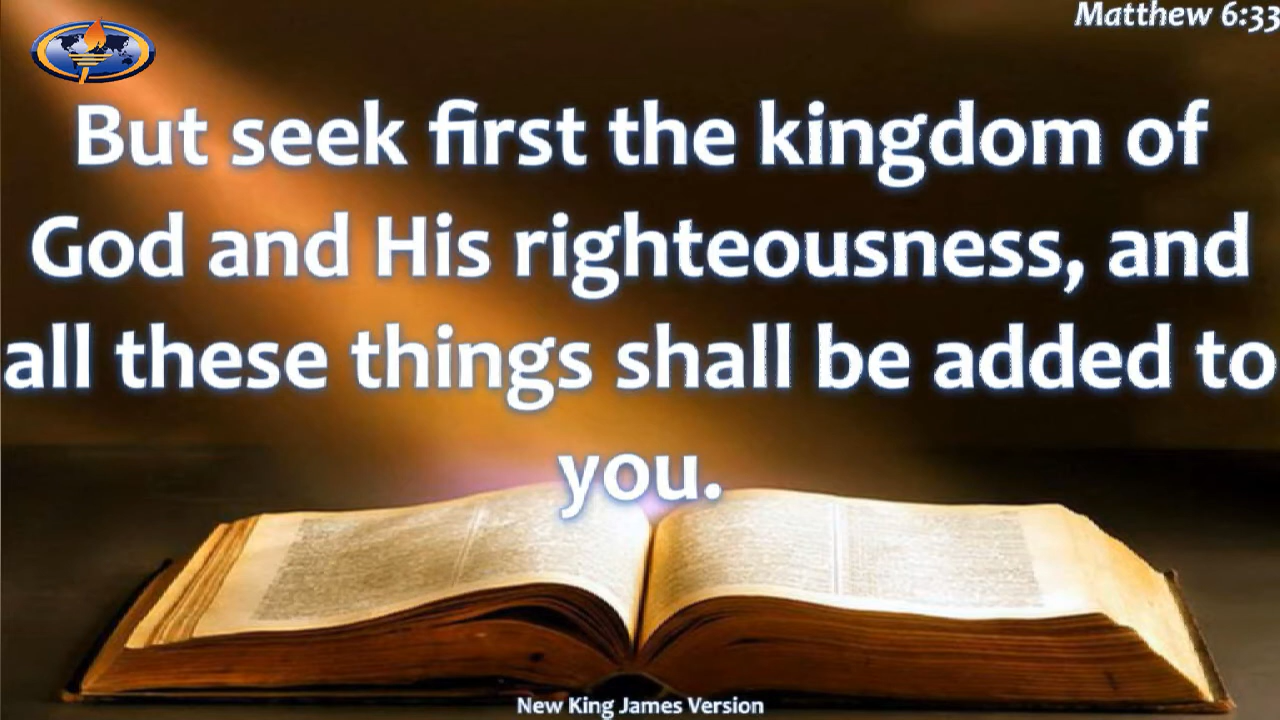 Matthew 6:33
But seek first the kingdom of
God and His righteousness, and
all these things shall be added to
you.
New King James Version